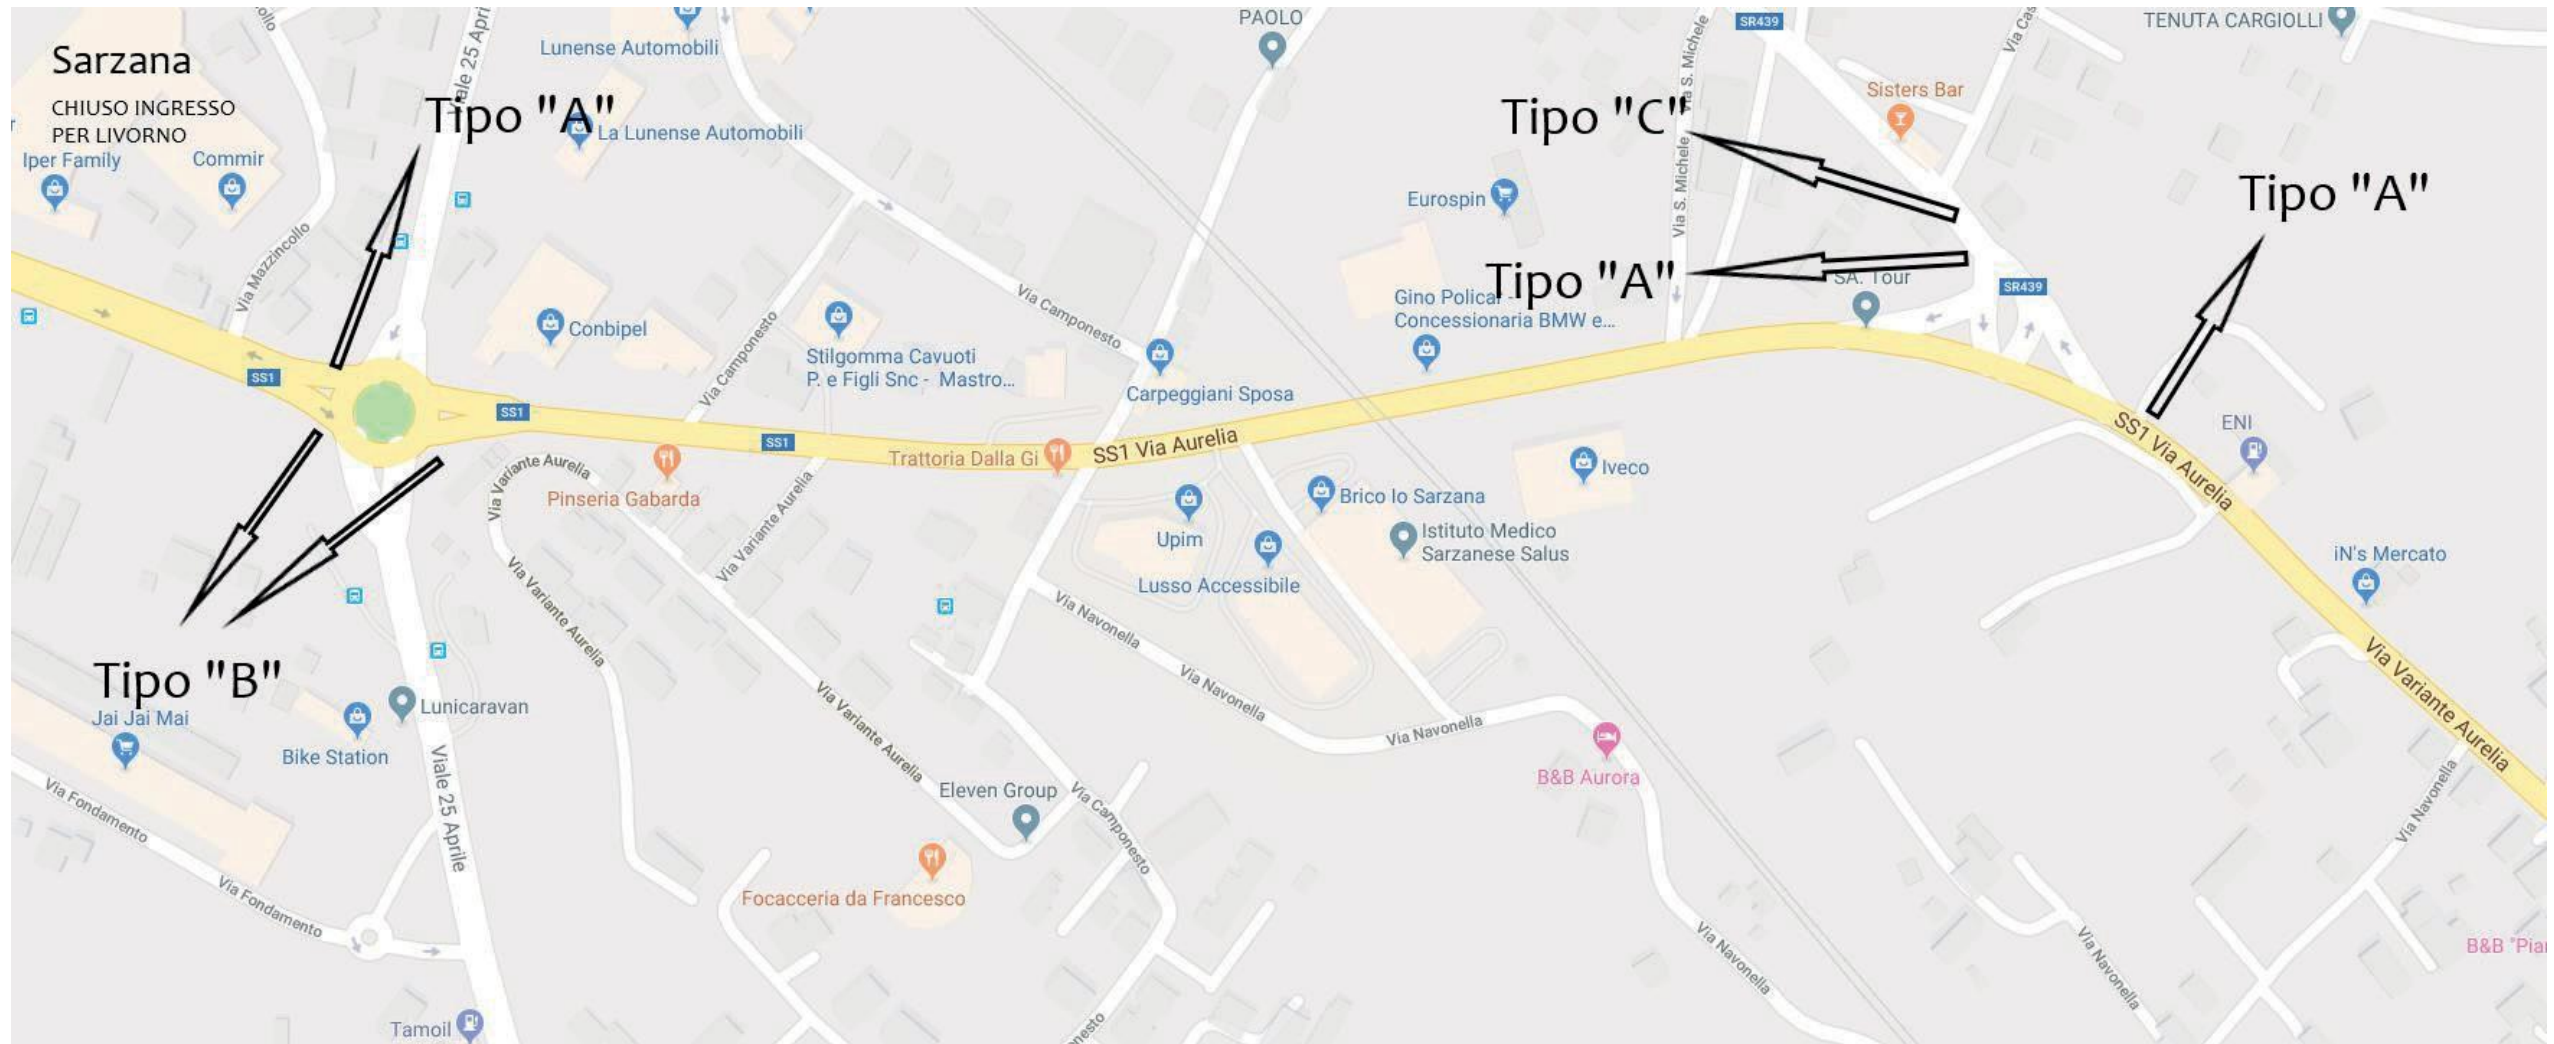 Sarzana
CHIUSO INGRESSO
PER LIVORNO
Iper Family
Commir
Viale 25 Apri
Tipo "A"
Lunense Automobili
La Lunense Automobili
PAOLO
Tipo "C"
Via S. Michele
Via S. Michele
SR439
Sisters Bar
TENUTA CARGIOLLI
Tipo "A"
Eurospin
Tipo "A"
SA. Tour
SR439
Gino Policar -
Concessionaria BMW e...
Via Mazzincollo
SS1
SS1
SS1
Conbipel
Via Camponesto
Via Camponesto
Stilgomma Cavuoti
P. e Figli Snc - Mastro...
Carpeggiani Sposa
Trattoria Dalla Gi
SS1 Via Aurelia
SS1 Via Aurelia
ENI
Via Variante Aurelia
Pinseria Gabarda
Via Variante Aurelia
Via Variante Aurelia
Upim
Lusso Accessibile
Brico Io Sarzana
Istituto Medico
Sarzanese Salus
Iveco
iN's Mercato
Via Variante Aurelia
Tipo "B"
Jai Jai Mai
Bike Station
Lunicaravan
Viale 25 Aprile
Via Fondamento
Via Fondamento
Via Variante Aurelia
Via Navonella
Via Navonella
Via Navonella
B&B Aurora
Eleven Group
Via Camponesto
Focacceria da Francesco
Via Navonella
Via Navonella
Via Navonella
B&B "Pia
Tamoil